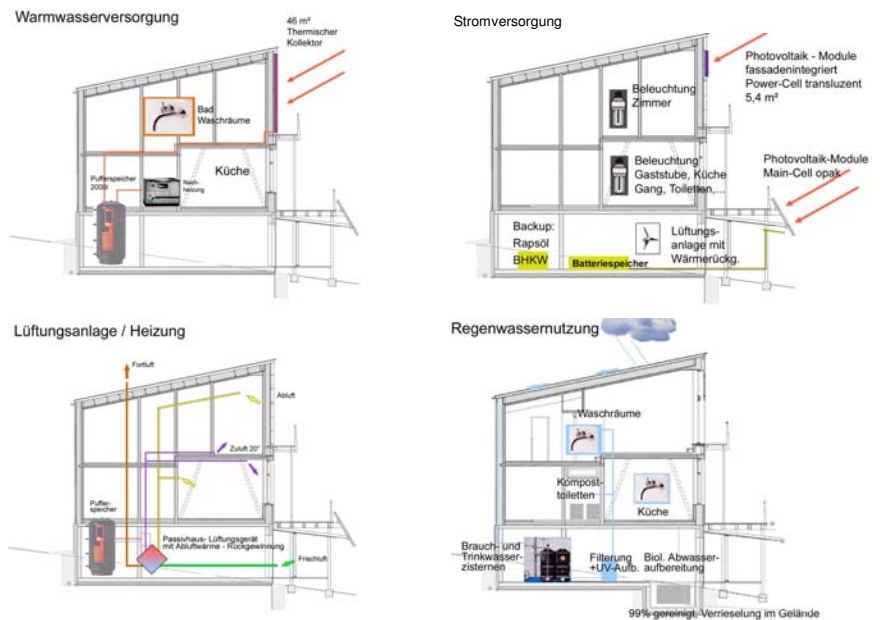 Warmwasserversorgung
46 m²
Thermischer
Kollektor
Bad
Waschräume
Pufferspeicher
2000l
Nach-
heizung
Küche
Stromversorgung
Photovoltaik - Module
fassadenintegriert
Power-Cell transluzent
5,4 m²
Beleuchtung
Zimmer
Beleuchtung
Gaststube, Küche
Gang, Toiletten,...
Photovoltaik-Module
Main-Cell opak
Backup:
Rapsöl
BHKW
Batteriespeicher
Lüftungs-
anlage mit
Wärmerückg.
Lüftungsanlage / Heizung
Fortluft
Abluft
Zuluft 20°
Puffer-
speicher
Passivhaus- Lüftungsgerät
mit Abluftwärme - Rückgewinnung
Frischluft
Regenwassernutzung
Waschräume
Kompost-
toiletten
Küche
Brauch- und
Trinkwasser-
zisternen
Filterung
+UV-Aufb.
Biol. Abwasser-
aufbereitung
99% gereinigt, Verrieselung im Gelände